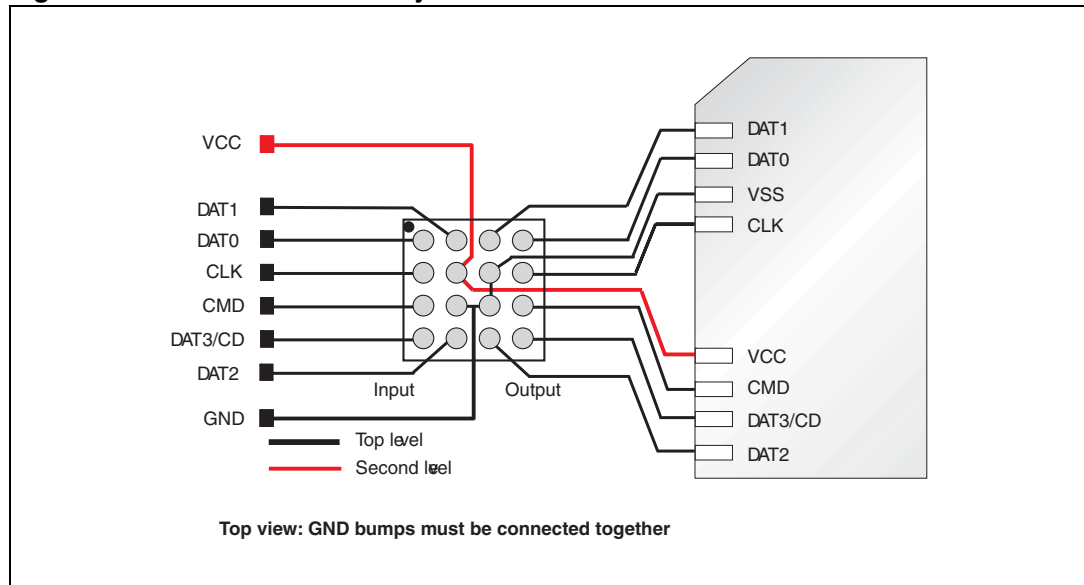 VCC
DAT1
DAT0
CLK
CMD
DAT3/CD
DAT2
GND
Input
Output
Top level
Second level
DAT1
DAT0
VSS
CLK
VCC
CMD
DAT3/CD
DAT2
Top view: GND bumps must be connected together